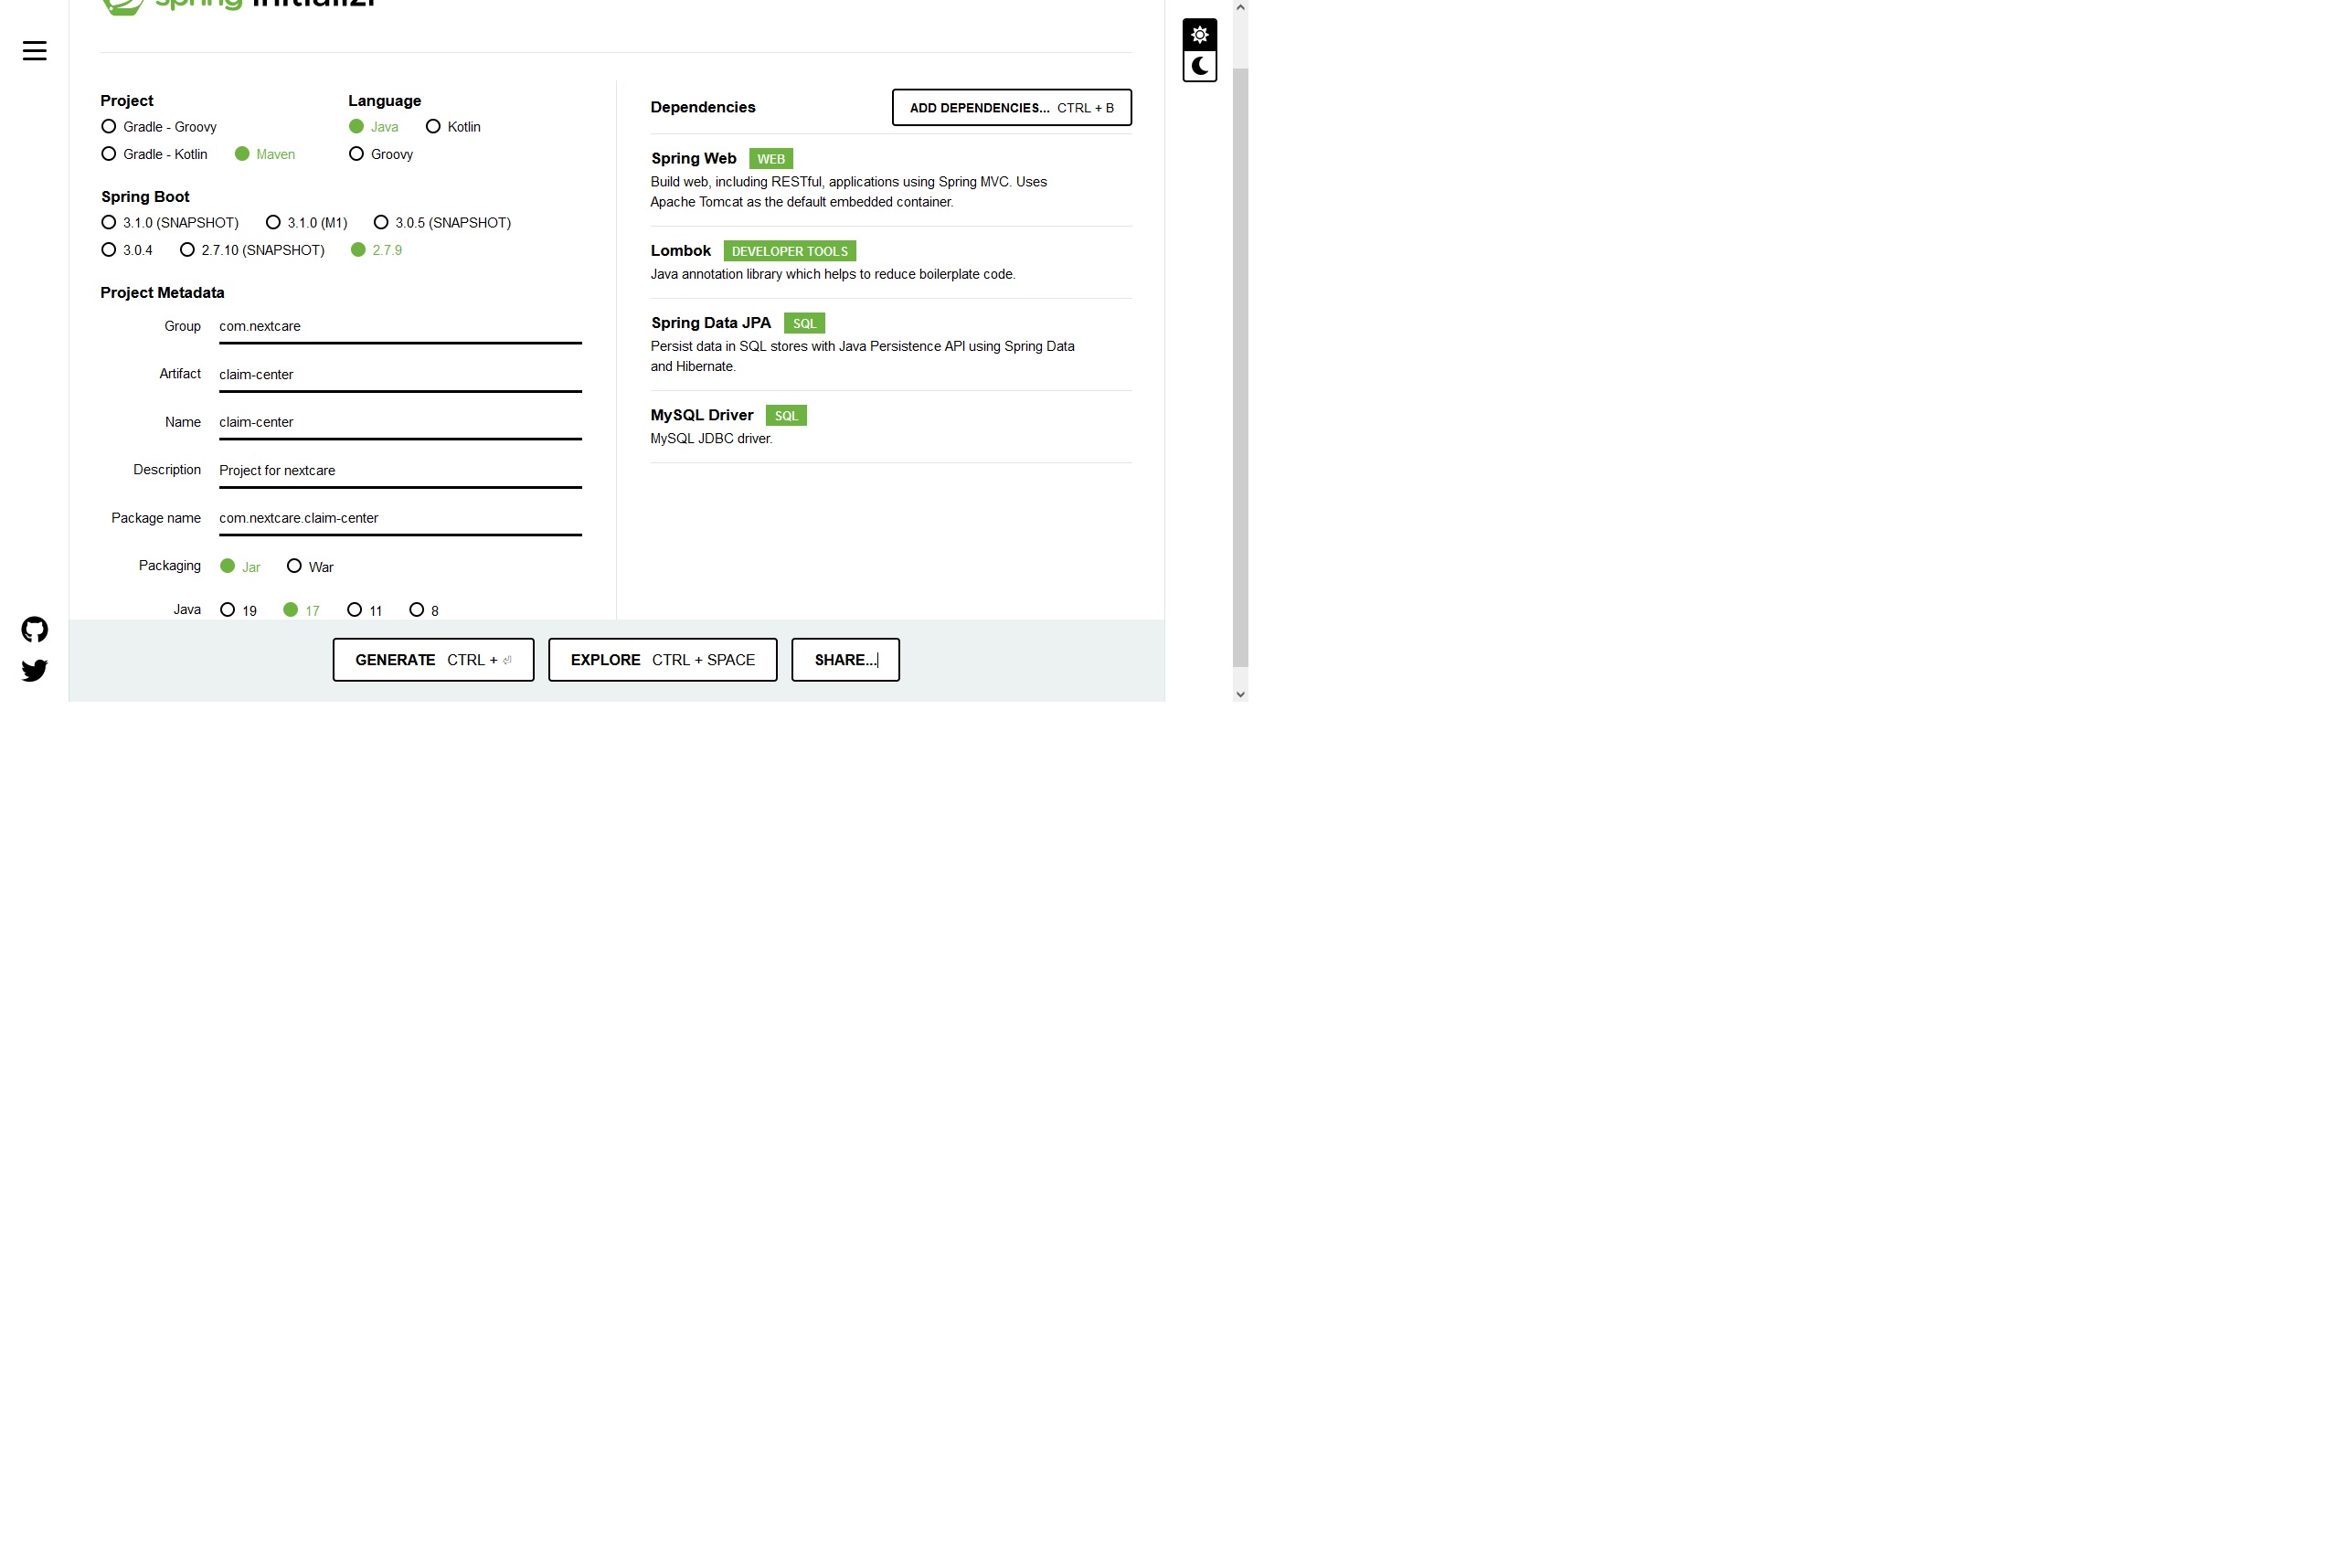 spring initializr
Project
Gradle - Groovy
Gradle - Kotlin Maven
Language
Java Kotlin
Groovy
Spring Boot
3.1.0 (SNAPSHOT) 3.1.0 (M1) 3.0.5 (SNAPSHOT)
3.0.4 2.7.10 (SNAPSHOT) 2.7.9
Project Metadata
Group com.nextcare
Artifact claim-center
Name claim-center
Description Project for nextcare
Package name com.nextcare.claim-center
Packaging Jar War
Java 19 17 11 8
Dependencies
ADD DEPENDENCIES... CTRL + B
Spring Web WEB
Build web, including RESTful, applications using Spring MVC. Uses
Apache Tomcat as the default embedded container.
Lombok DEVELOPER TOOLS
Java annotation library which helps to reduce boilerplate code.
Spring Data JPA SQL
Persist data in SQL stores with Java Persistence API using Spring Data
and Hibernate.
MySQL Driver SQL
MySQL JDBC driver.
GENERATE CTRL + ⏎
EXPLORE CTRL + SPACE
SHARE...